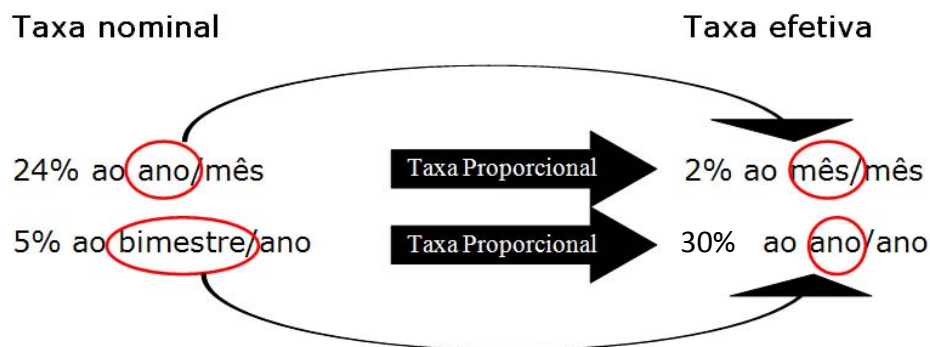 Taxa nominal Taxa efetiva
24% ao ano/mês Taxa Proporcional 2% ao mês/mês
5% ao bimestre/ano Taxa Proporcional 30% ao ano/ano